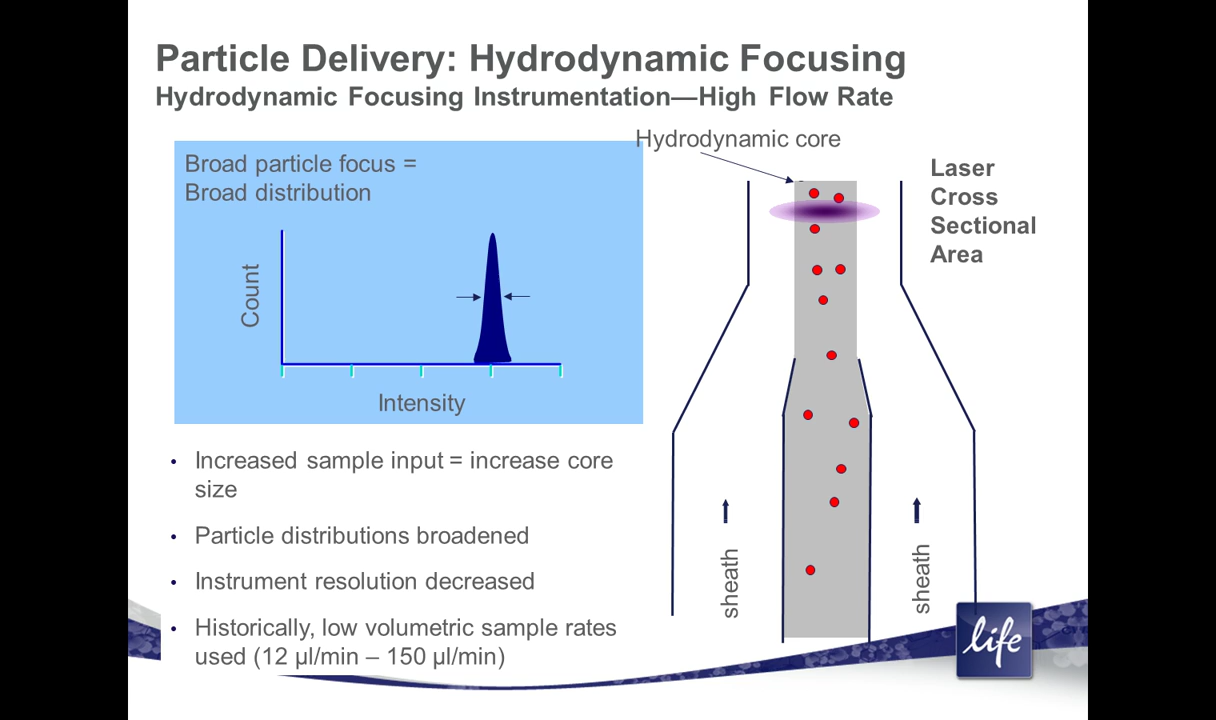 Particle Delivery: Hydrodynamic Focusing
Hydrodynamic Focusing Instrumentation—High Flow Rate
Broad particle focus =
Broad distribution
Count
Intensity
• Increased sample input = increase core
size
• Particle distributions broadened
• Instrument resolution decreased
• Historically, low volumetric sample rates
used (12 µl/min – 150 µl/min)
Hydrodynamic core
Laser
Cross
Sectional
Area
sheath
sheath
life